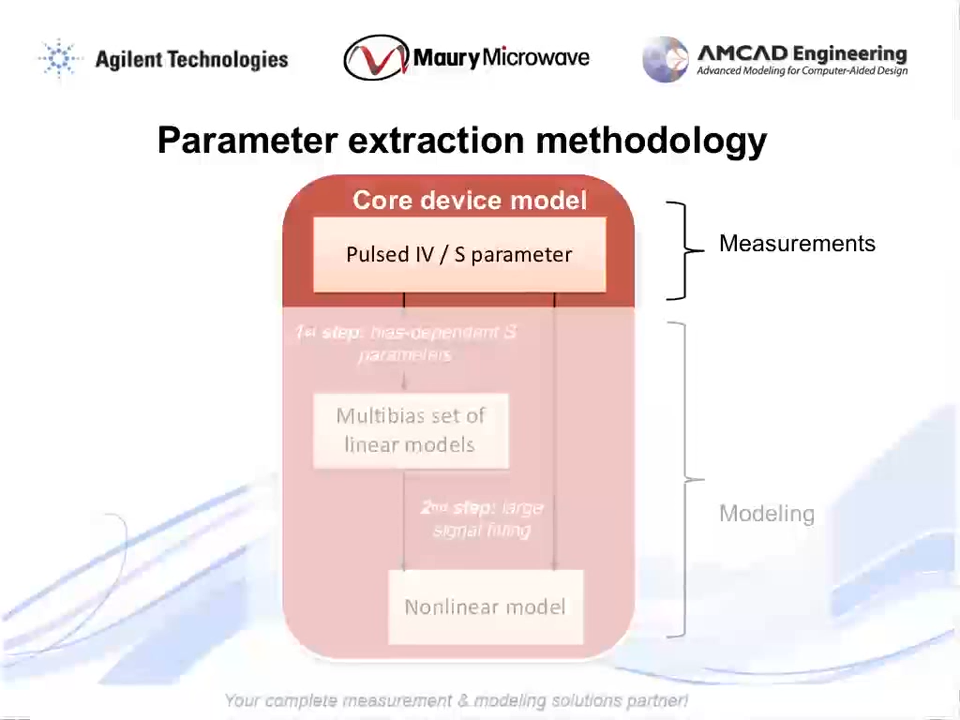 Agilent Technologies
Maury Microwave
AMCAD Engineering
Advanced Modeling for Computer-Aided Design
Parameter extraction methodology
Core device model
Pulsed IV / S parameter
Measurements
1st step: bias-dependent S
parameters
Multibias set of
linear models
2nd step: large
signal fitting
Modeling
Nonlinear model
Your complete measurement & modeling solutions partner!